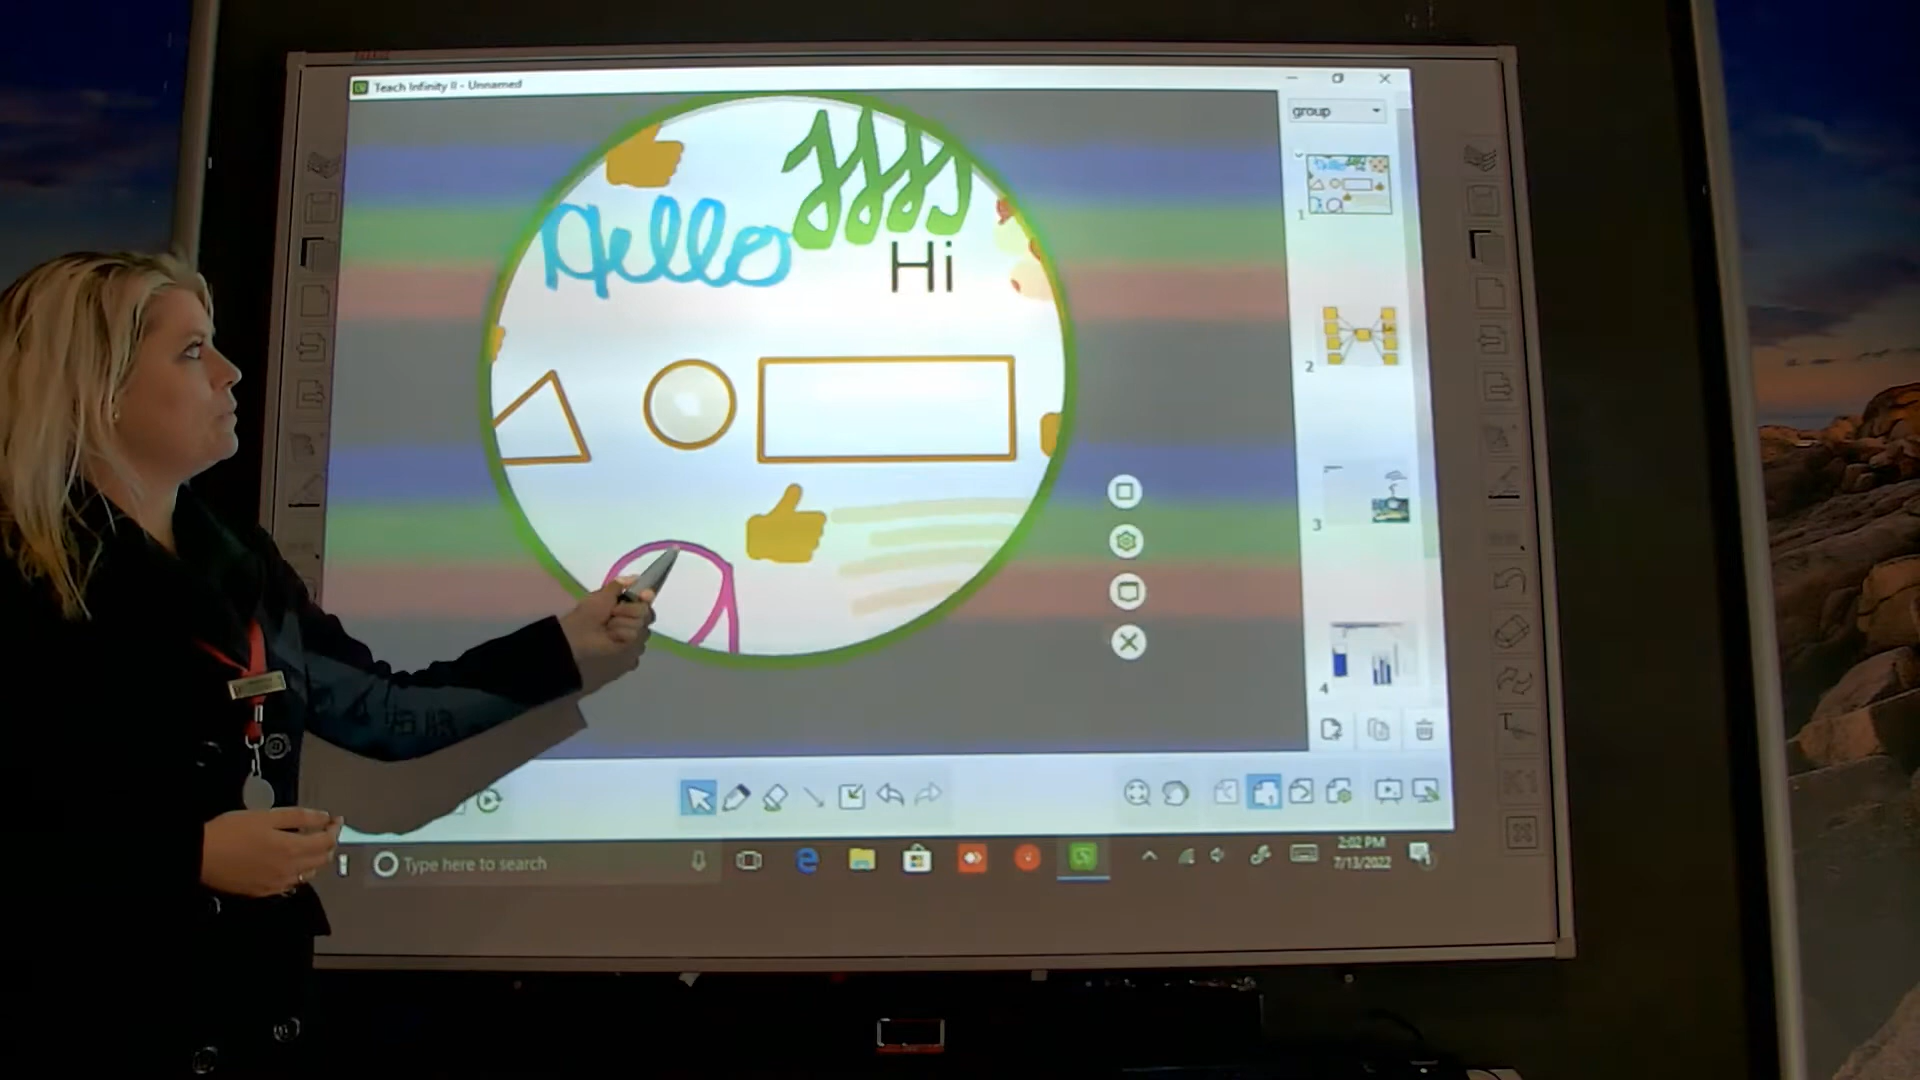 Teach Infinity II - Unnamed
group
Hello
Hi
1
2
3
4
Type here to search
2:02 PM
7/13/2022